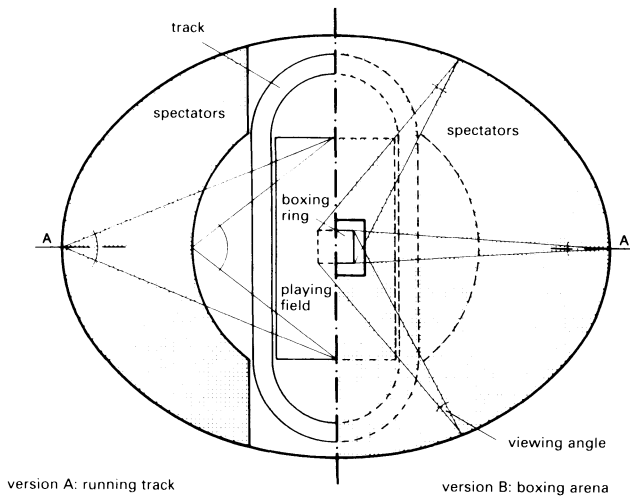 track
spectators
spectators
boxing
ring
A
A
playing
field
viewing angle
version A: running track
version B: boxing arena